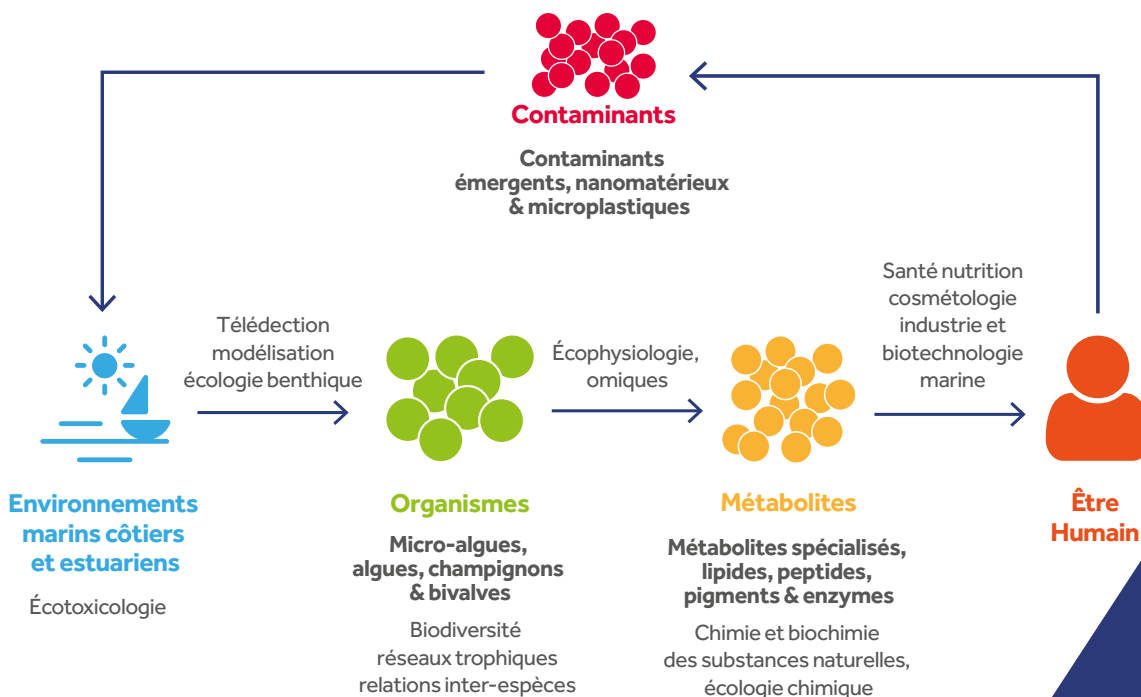 Contaminants
Contaminants
émergents, nanomatérieux
& microplastiques
Télédection
modélisation
écologie benthique
Écophysiologie,
omiques
Santé nutrition
cosmétologie
industrie et
biotechnologie
marine
Environnements
marins côtiers
et estuariens
Écotoxicologie
Organismes
Micro-algues,
algues, champignons
& bivalves
Biodiversité
réseaux trophiques
relations inter-espèces
Métabolites
Métabolites spécialisés,
lipides, peptides,
pigments & enzymes
Chimie et biochimie
des substances naturelles,
écologie chimique
Être
Humain